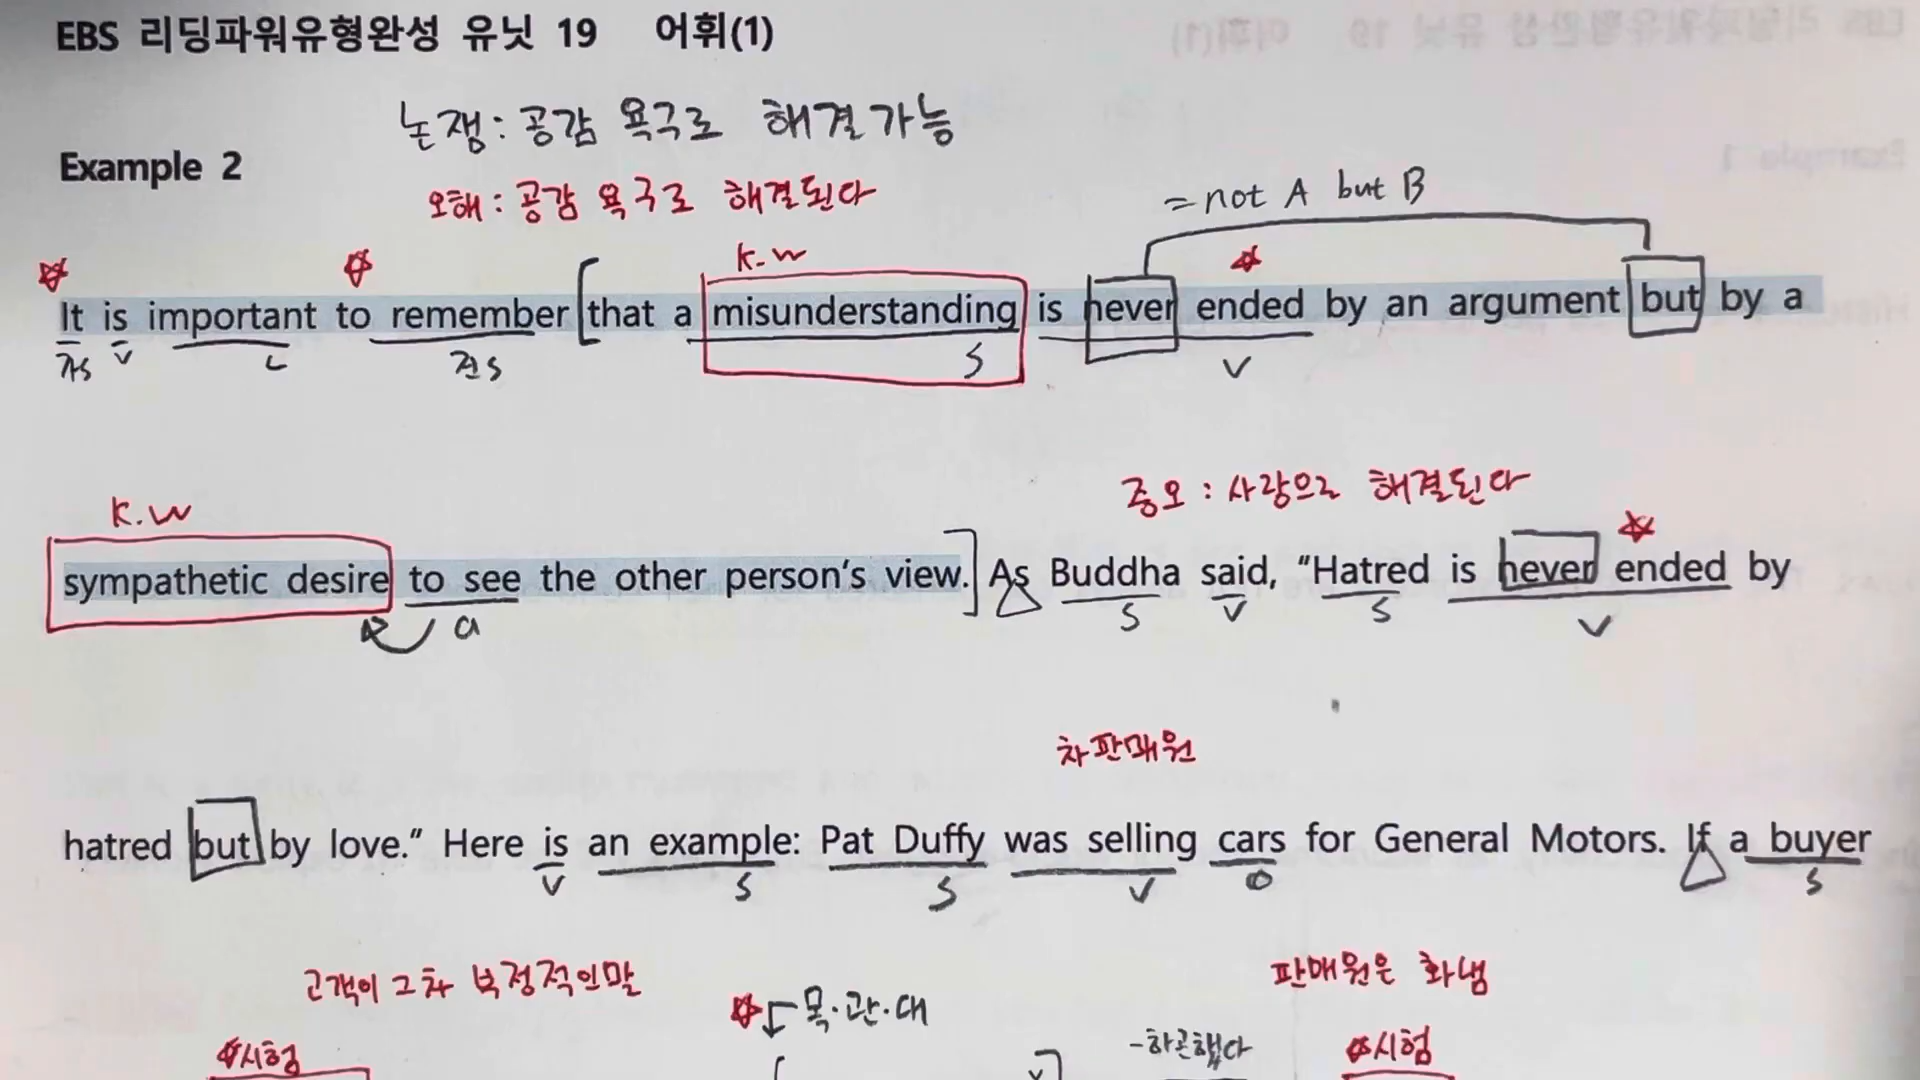 EBS 리딩파워유형완성 유닛 19 어휘(1)
논쟁: 공감 욕구로 해결가능
Example 2
오해: 공감 욕구로 해결된다
= not A but B
K.W
It is important to remember [that a misunderstanding is never ended by an argument but by a
가S V C 진S S V
K.W
증오: 사랑으로 해결된다
sympathetic desire to see the other person's view.] As Buddha said, "Hatred is never ended by
a S V S V
차판매원
hatred but by love." Here is an example: Pat Duffy was selling cars for General Motors. If a buyer
V S S V O S
고객이 그차 부정적인말
판매원은 화냄
목·관·대
-하곤했다
시험
시험
V